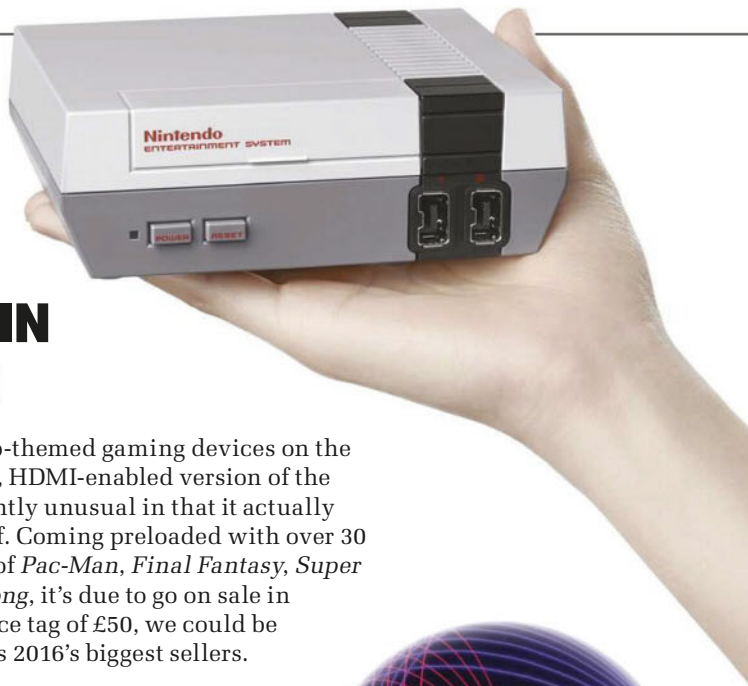 Nintendo
ENTERTAINMENT SYSTEM
POWER RESET
IN
-themed gaming devices on the
, HDMI-enabled version of the
ntly unusual in that it actually
f. Coming preloaded with over 30
of Pac-Man, Final Fantasy, Super
ong, it's due to go on sale in
ce tag of £50, we could be
s 2016's biggest sellers.